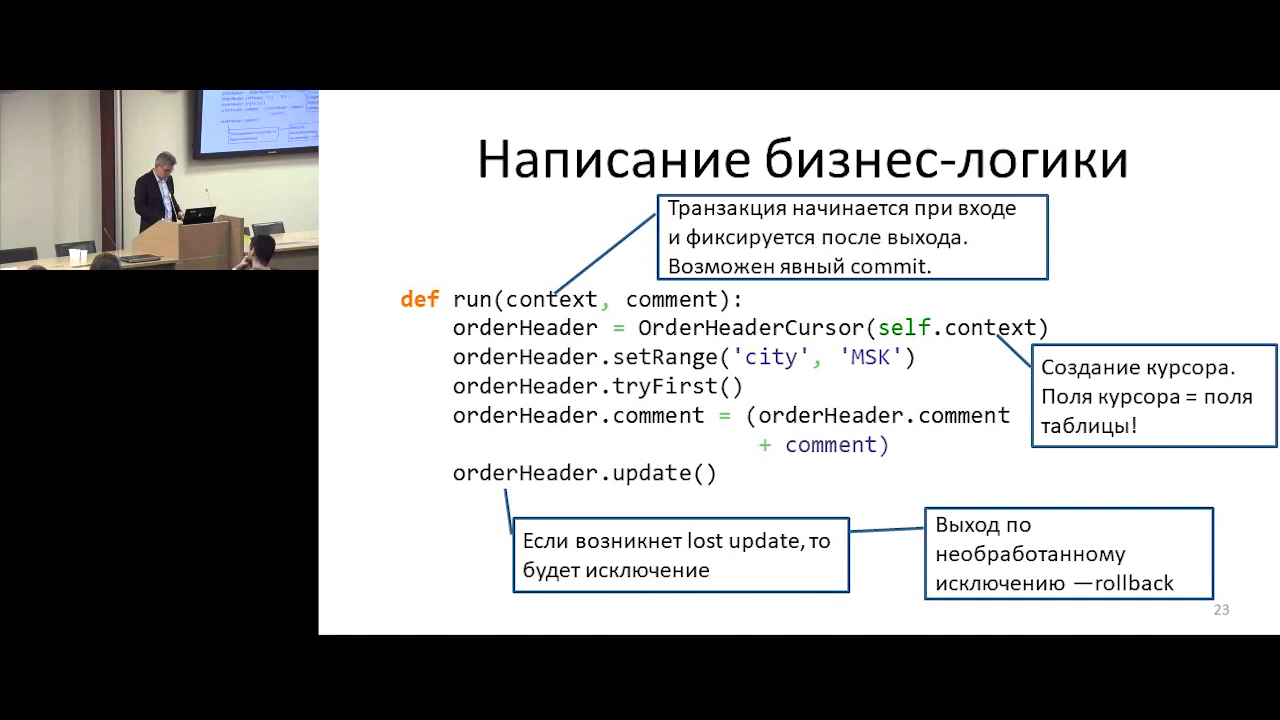 Написание бизнес-логики
Транзакция начинается при входе
и фиксируется после выхода.
Возможен явный commit.
def run(context, comment):
orderHeader = OrderHeaderCursor(self.context)
orderHeader.setRange('city', 'MSK')
orderHeader.tryFirst()
orderHeader.comment = (orderHeader.comment
+ comment)
orderHeader.update()
Создание курсора.
Поля курсора = поля
таблицы!
Если возникнет lost update, то
будет исключение
Выход по
необработанному
исключению —rollback
23